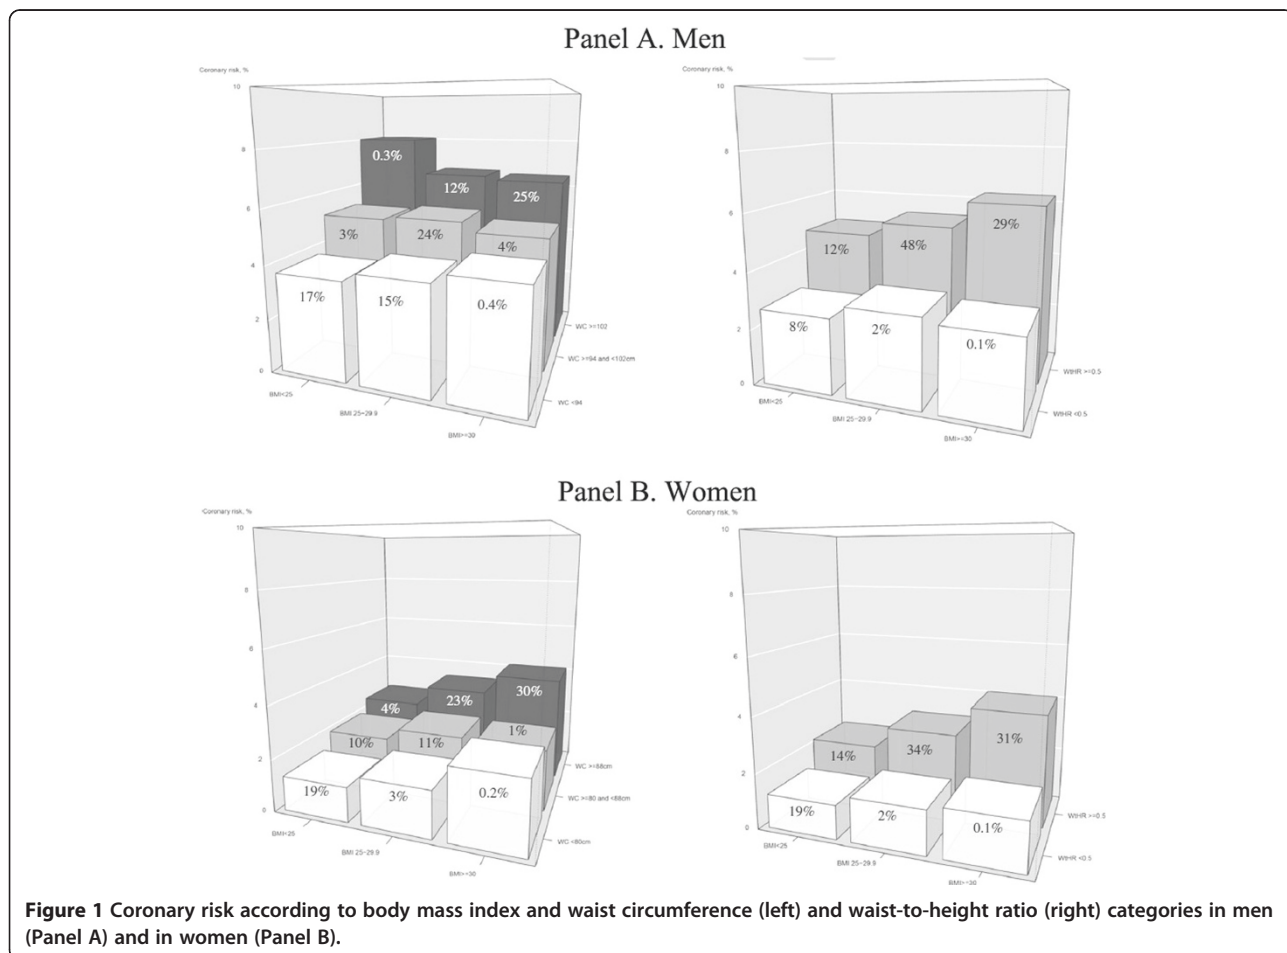 Panel A. Men
Coronary risk, %
10
8
6
4
2
0
0.3%
12%
25%
3%
24%
4%
17%
15%
0.4%
WC >=102
WC >=94 and <102cm
WC <94
BMI<25
BMI 25-29.9
BMI>=30
Coronary risk, %
10
8
6
4
2
0
12%
48%
29%
8%
2%
0.1%
WtHR >=0.5
WtHR <0.5
BMI<25
BMI 25-29.9
BMI>=30
Panel B. Women
Coronary risk, %
10
8
6
4
2
0
4%
23%
30%
10%
11%
1%
19%
3%
0.2%
WC >=88cm
WC >=80 and <88cm
WC <80cm
BMI<25
BMI 25-29.9
BMI>=30
Coronary risk, %
10
8
6
4
2
0
14%
34%
31%
19%
2%
0.1%
WtHR >=0.5
WtHR <0.5
BMI<25
BMI 25-29.9
BMI>=30
Figure 1 Coronary risk according to body mass index and waist circumference (left) and waist-to-height ratio (right) categories in men
(Panel A) and in women (Panel B).